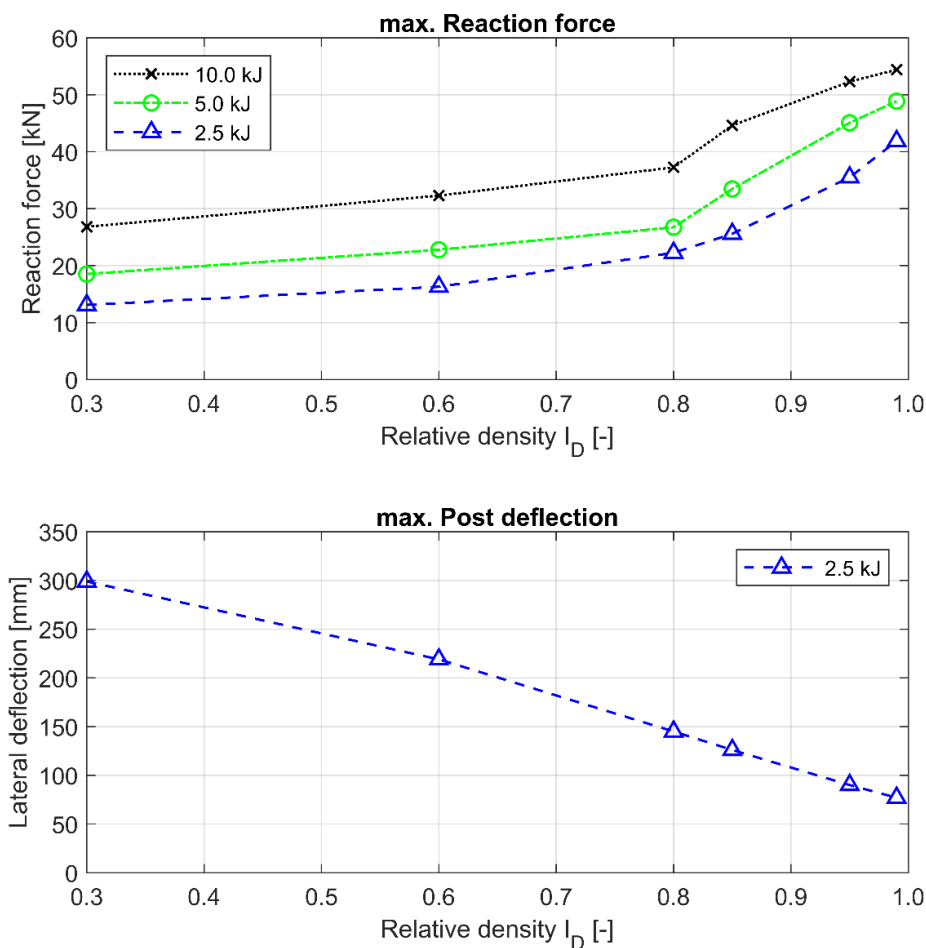 max. Reaction force
60
50
40
30
20
10
0
Reaction force [kN]
10.0 kJ
5.0 kJ
2.5 kJ
0.3 0.4 0.5 0.6 0.7 0.8 0.9 1.0
Relative density I_D [-]
max. Post deflection
350
300
250
200
150
100
50
0
Lateral deflection [mm]
2.5 kJ
0.3 0.4 0.5 0.6 0.7 0.8 0.9 1.0
Relative density I_D [-]